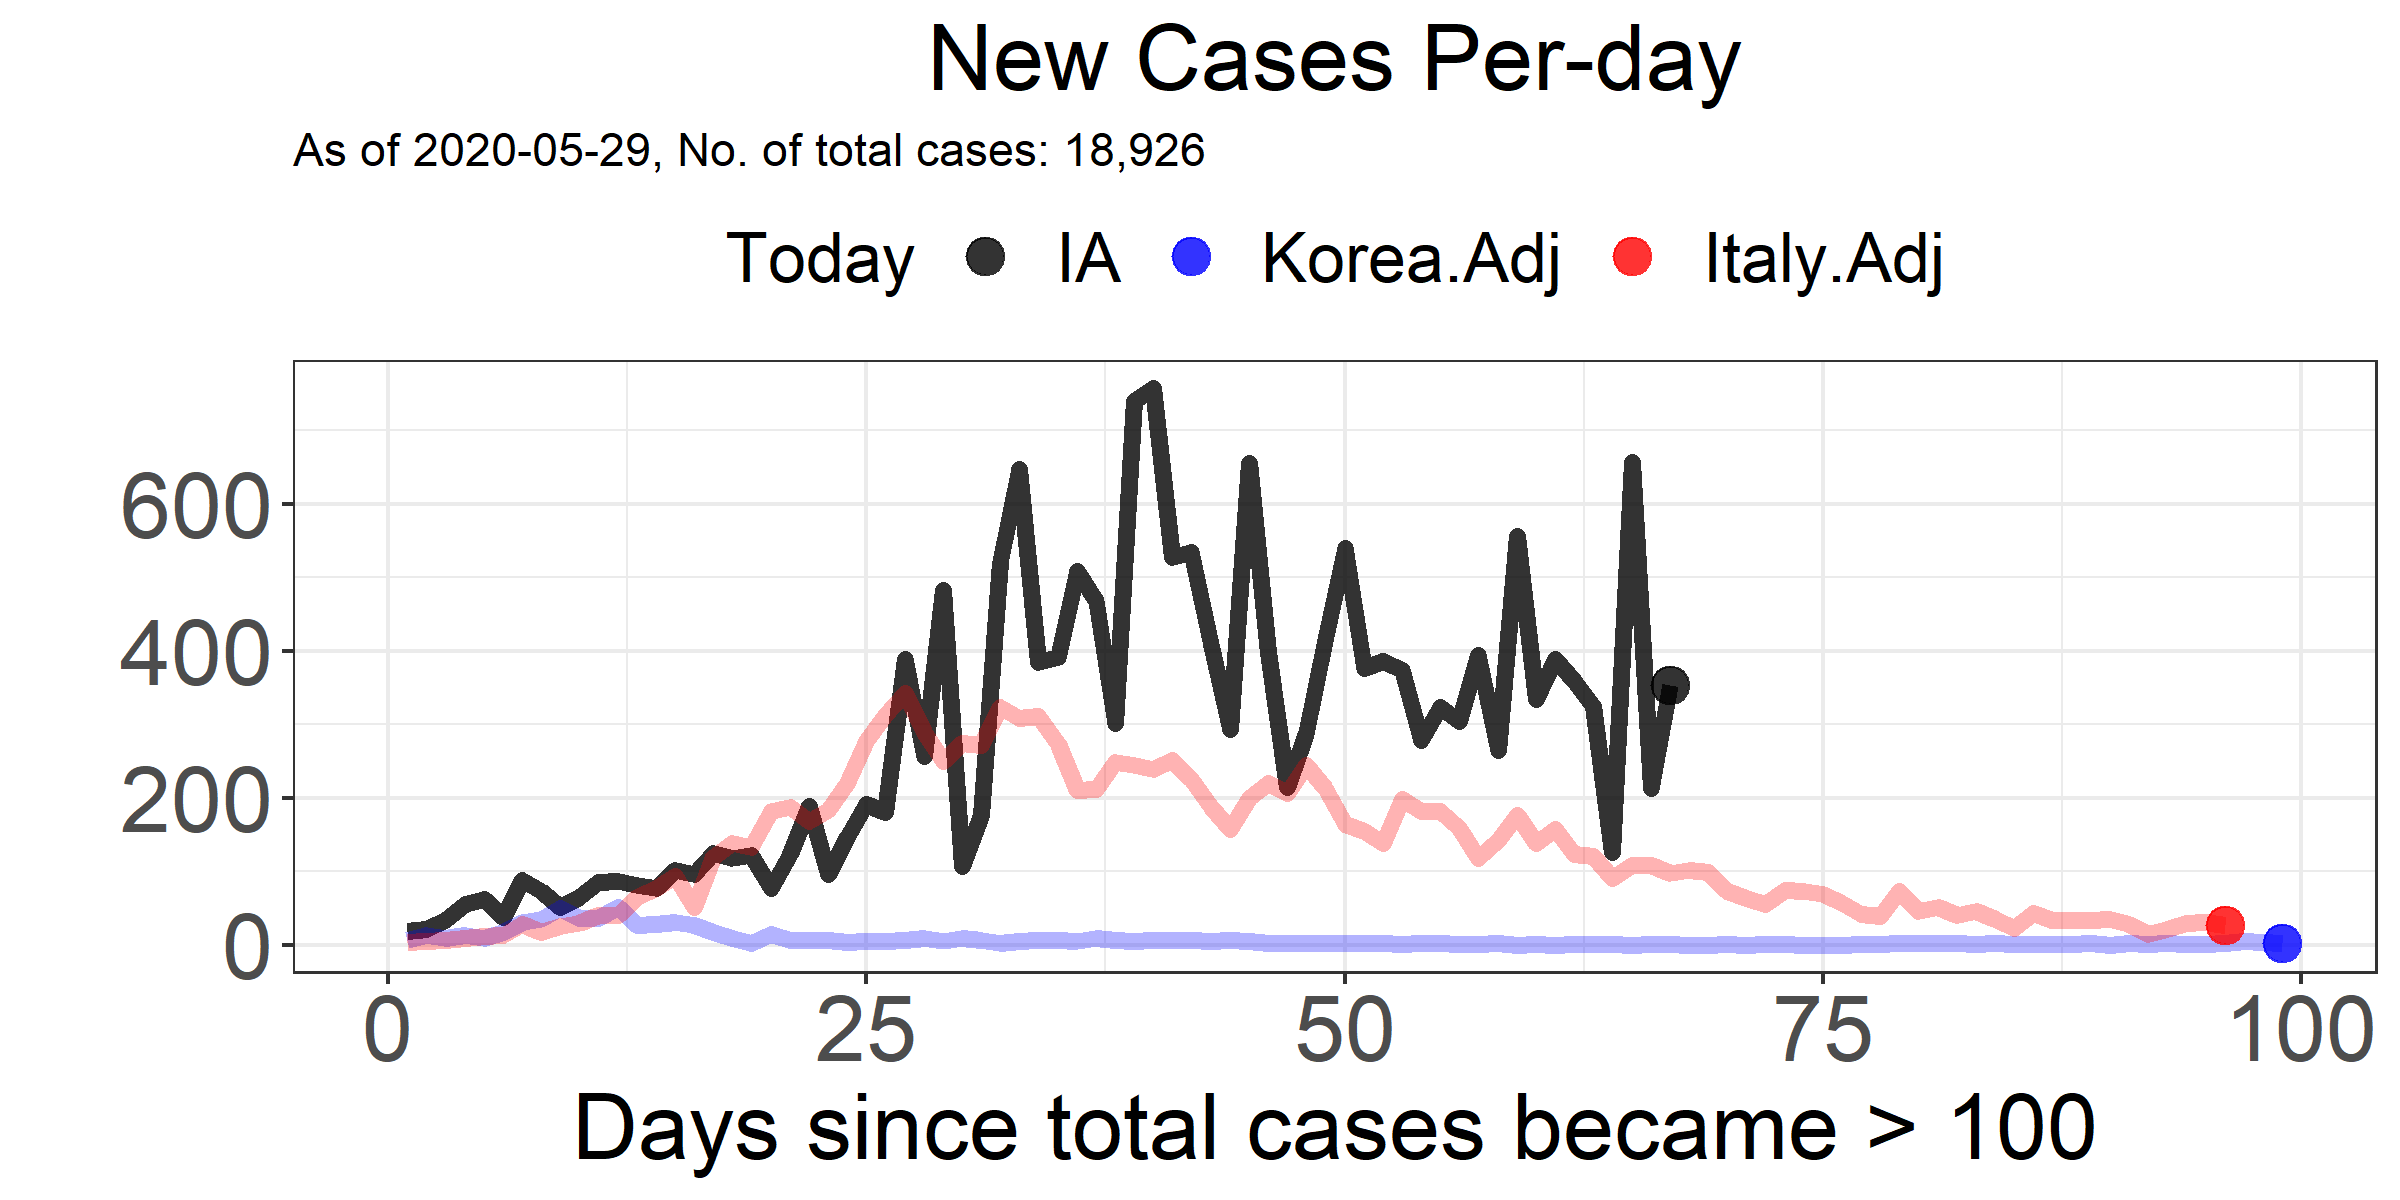 New Cases Per-day
As of 2020-05-29, No. of total cases: 18,926
Today IA Korea.Adj Italy.Adj
600
400
200
0
0 25 50 75 100
Days since total cases became > 100